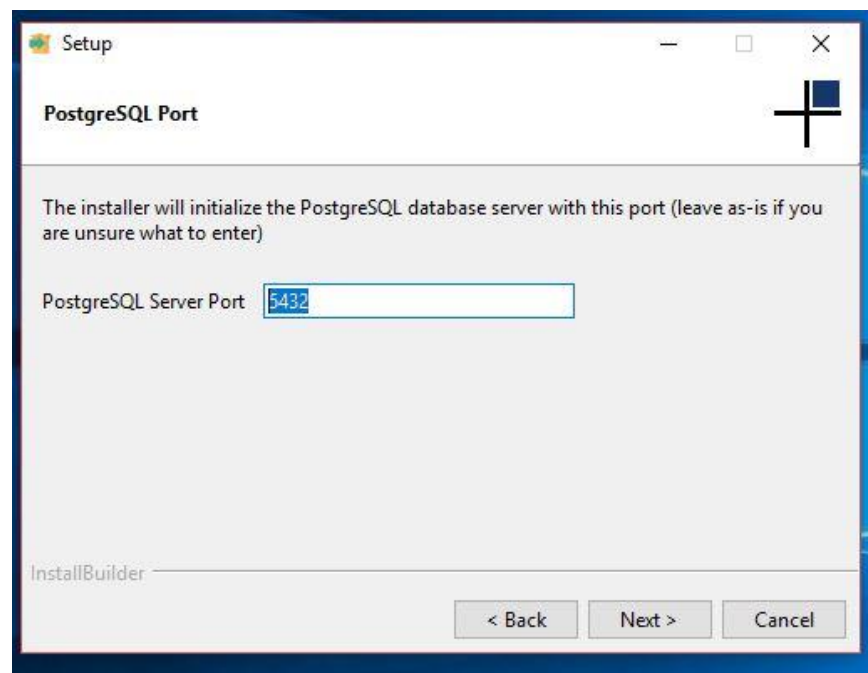 Setup
PostgreSQL Port
The installer will initialize the PostgreSQL database server with this port (leave as-is if you
are unsure what to enter)
PostgreSQL Server Port 5432
InstallBuilder
< Back Next > Cancel